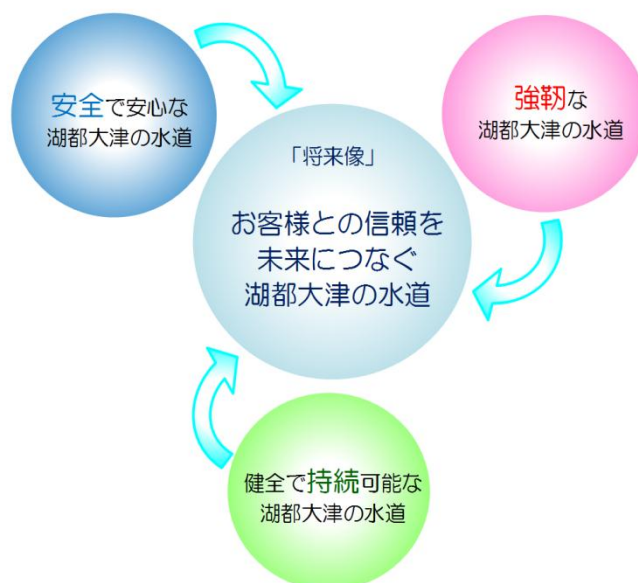 安全で安心な
湖都大津の水道
強靭な
湖都大津の水道
「将来像」
お客様との信頼を
未来につなぐ
湖都大津の水道
健全で持続可能な
湖都大津の水道